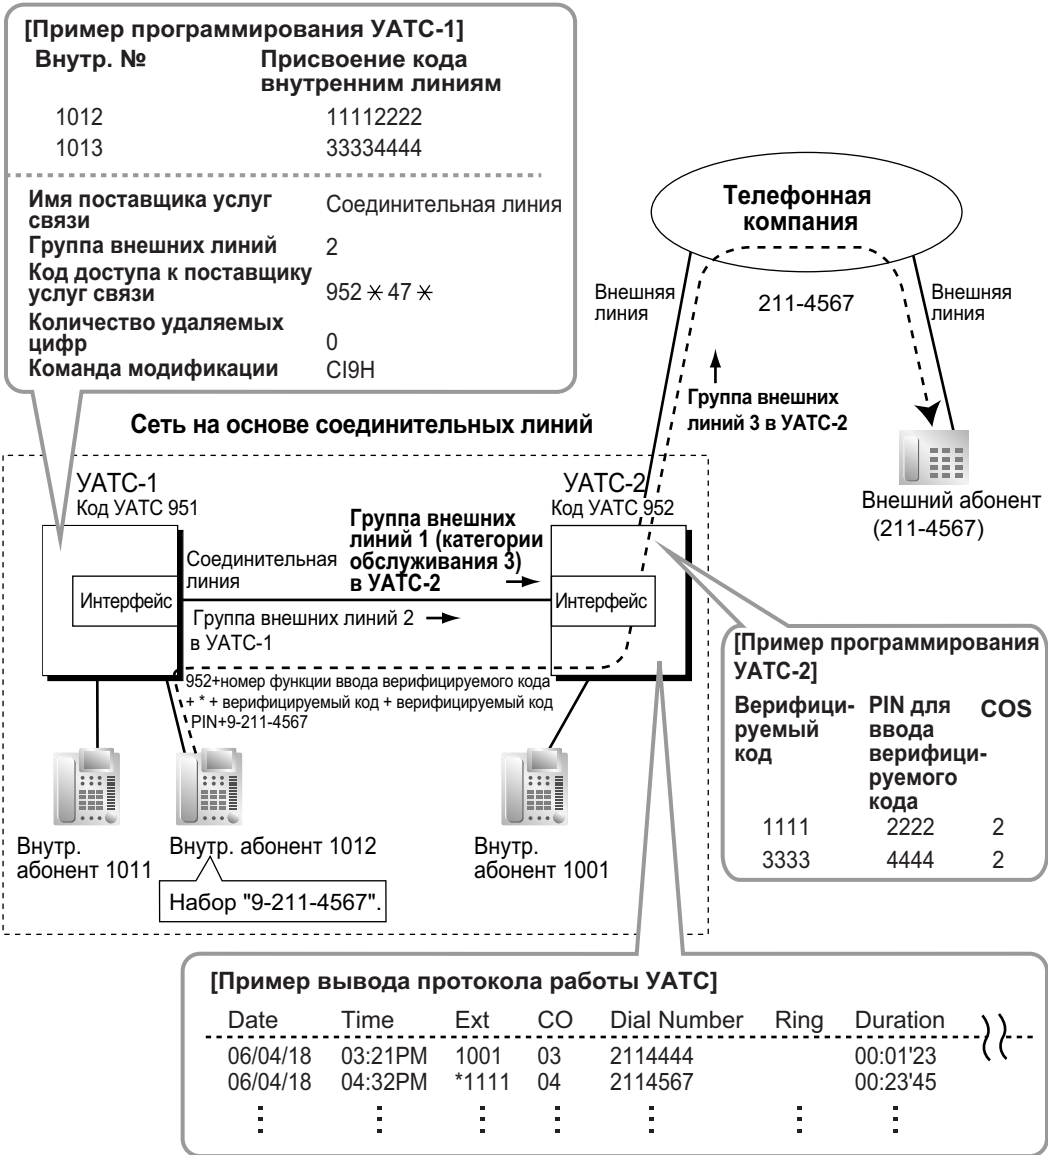 [Пример программирования УАТС-1]
Внутр. № Присвоение кода внутренним линиям
1012 11112222
1013 33334444
Имя поставщика услуг связи Соединительная линия
Группа внешних линий 2
Код доступа к поставщику услуг связи 952 * 47 *
Количество удаляемых цифр 0
Команда модификации CI9H
Телефонная
компания
Внешняя
линия
211-4567
Внешняя
линия
Группа внешних
линий 3 в УАТС-2
Внешний абонент
(211-4567)
Сеть на основе соединительных линий
УАТС-1
Код УАТС 951
УАТС-2
Код УАТС 952
Группа внешних
линий 1 (категории
обслуживания 3)
в УАТС-2
Соединительная
линия
Интерфейс
Интерфейс
Группа внешних линий 2
в УАТС-1
952+номер функции ввода верифицируемого кода
+ * + верифицируемый код + верифицируемый код
PIN+9-211-4567
Внутр.
абонент 1011
Внутр. абонент 1012
Набор "9-211-4567".
Внутр.
абонент 1001
[Пример программирования
УАТС-2]
Верифици-руемый код PIN для ввода верифици-руемого кода COS
1111 2222 2
3333 4444 2
[Пример вывода протокола работы УАТС]
Date Time Ext CO Dial Number Ring Duration
06/04/18 03:21PM 1001 03 2114444 00:01'23
06/04/18 04:32PM *1111 04 2114567 00:23'45